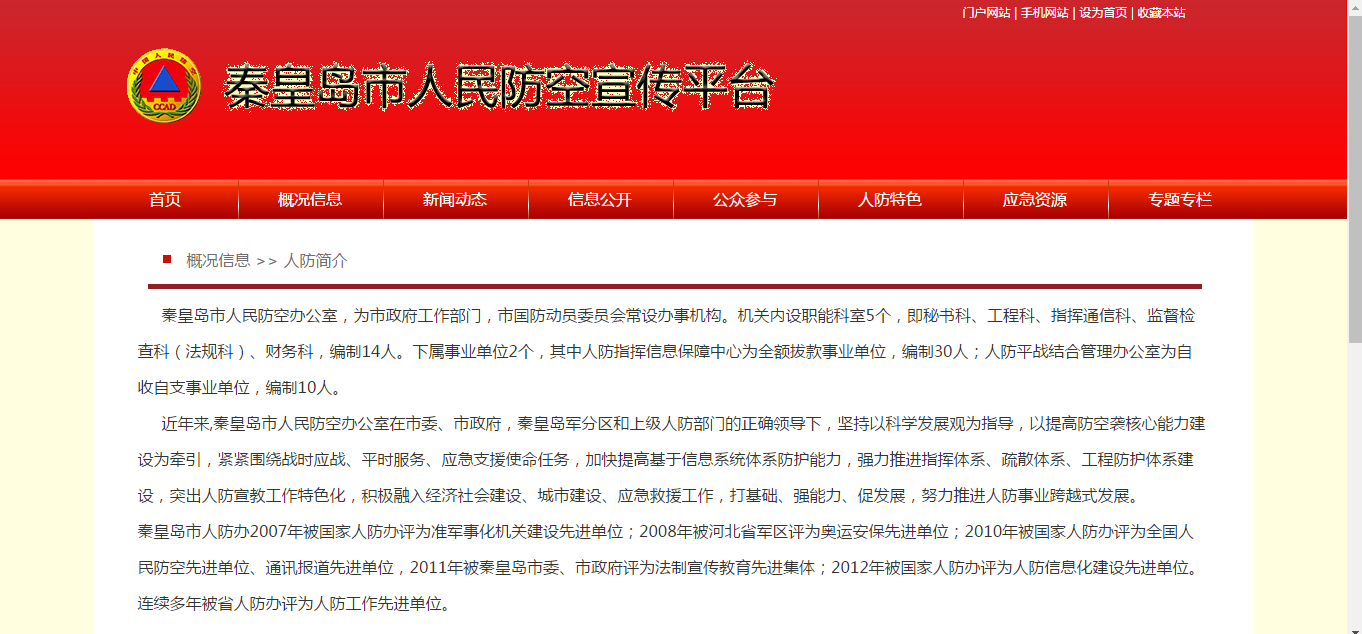 门户网站 | 手机网站 | 设为首页 | 收藏本站
中国人民防空
CCAD
秦皇岛市人民防空宣传平台
首页 概况信息 新闻动态 信息公开 公众参与 人防特色 应急资源 专题专栏
概况信息 >> 人防简介
秦皇岛市人民防空办公室，为市政府工作部门，市国防动员委员会常设办事机构。机关内设职能科室5个，即秘书科、工程科、指挥通信科、监督检
查科（法规科）、财务科，编制14人。下属事业单位2个，其中人防指挥信息保障中心为全额拔款事业单位，编制30人；人防平战结合管理办公室为自
收自支事业单位，编制10人。
近年来,秦皇岛市人民防空办公室在市委、市政府，秦皇岛军分区和上级人防部门的正确领导下，坚持以科学发展观为指导，以提高防空袭核心能力建
设为牵引，紧紧围绕战时应战、平时服务、应急支援使命任务，加快提高基于信息系统体系防护能力，强力推进指挥体系、疏散体系、工程防护体系建
设，突出人防宣教工作特色化，积极融入经济社会建设、城市建设、应急救援工作，打基础、强能力、促发展，努力推进人防事业跨越式发展。
秦皇岛市人防办2007年被国家人防办评为准军事化机关建设先进单位；2008年被河北省军区评为奥运安保先进单位；2010年被国家人防办评为全国人
民防空先进单位、通讯报道先进单位，2011年被秦皇岛市委、市政府评为法制宣传教育先进集体；2012年被国家人防办评为人防信息化建设先进单位。
连续多年被省人防办评为人防工作先进单位。